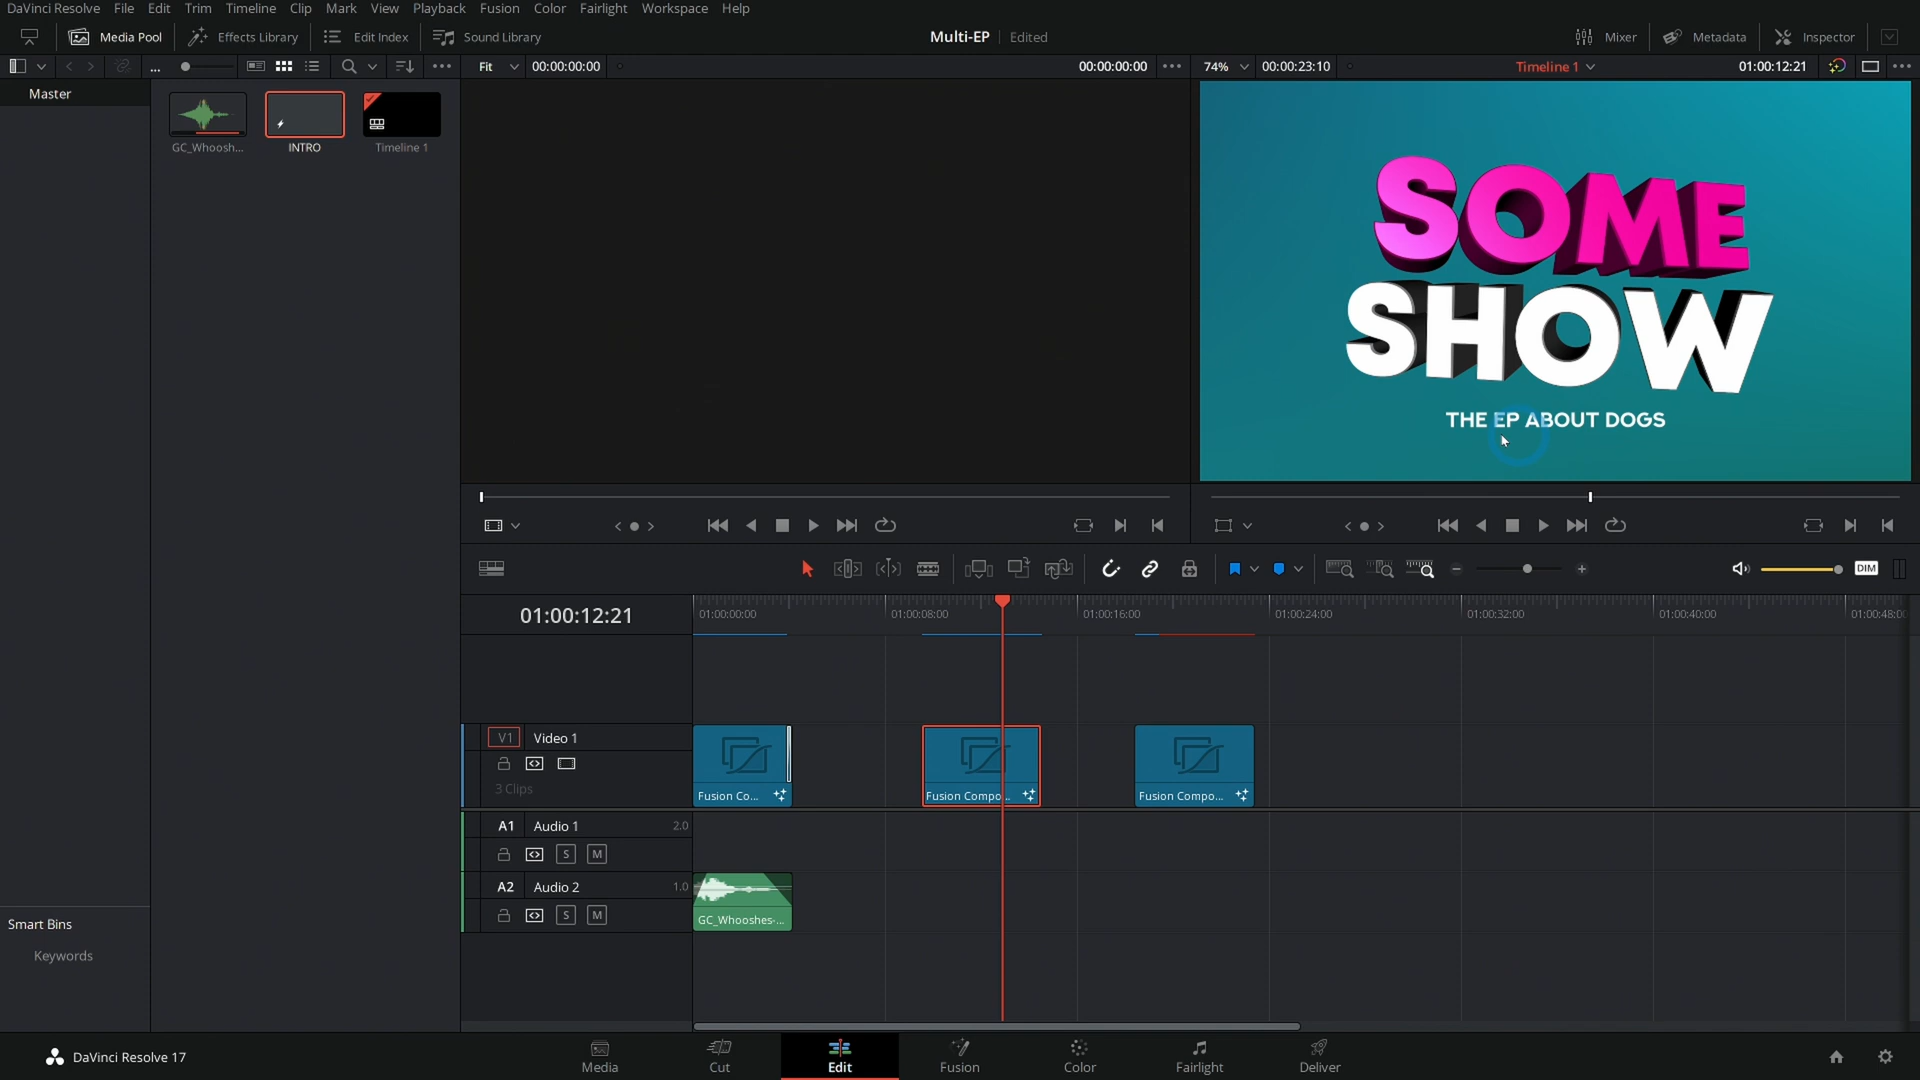 DaVinci Resolve File Edit Trim Timeline Clip Mark View Playback Fusion Color Fairlight Workspace Help
Media Pool Effects Library Edit Index Sound Library Multi-EP Edited Mixer Metadata Inspector
... Fit 00:00:00:00 00:00:00:00 74% 00:00:23:10 Timeline 1 01:00:12:21
Master
GC_Whoosh... INTRO Timeline 1
SOME
SHOW
THE EP ABOUT DOGS
DIM
01:00:12:21 01:00:00:00 01:00:08:00 01:00:16:00 01:00:24:00 01:00:32:00 01:00:40:00 01:00:48:00
V1 Video 1
3 Clips
Fusion Co... Fusion Compo... Fusion Compo...
A1 Audio 1 2.0
S M
A2 Audio 2 1.0
S M
GC_Whooshes-...
Smart Bins
Keywords
DaVinci Resolve 17 Media Cut Edit Fusion Color Fairlight Deliver